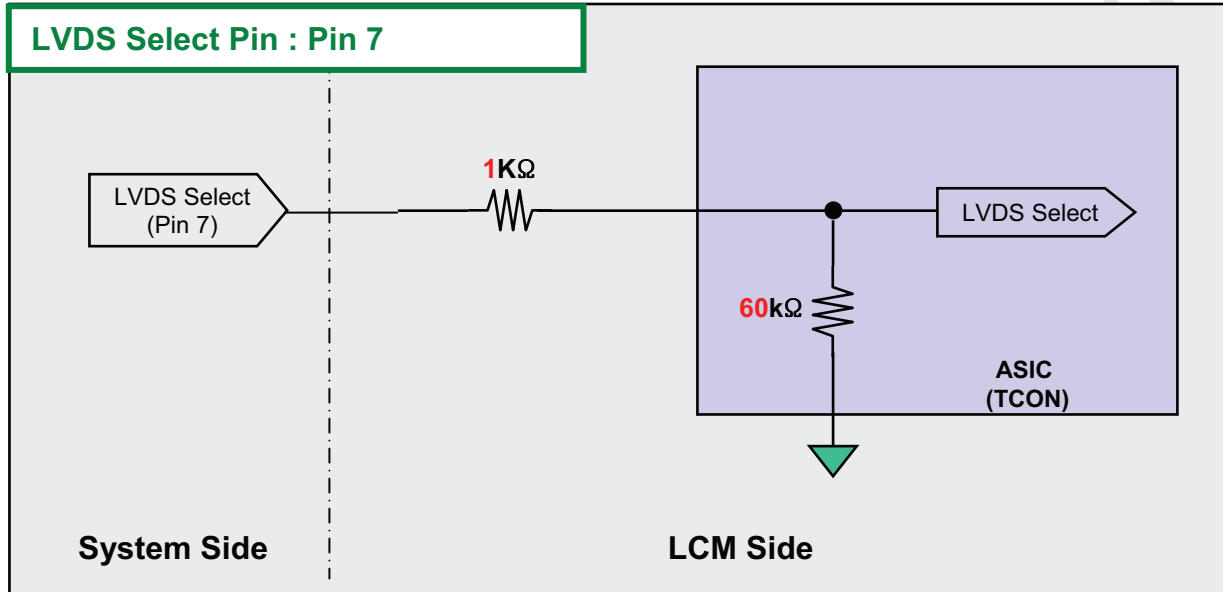 LVDS Select Pin : Pin 7
1KΩ
LVDS Select
(Pin 7)
LVDS Select
60kΩ
ASIC
(TCON)
System Side
LCM Side